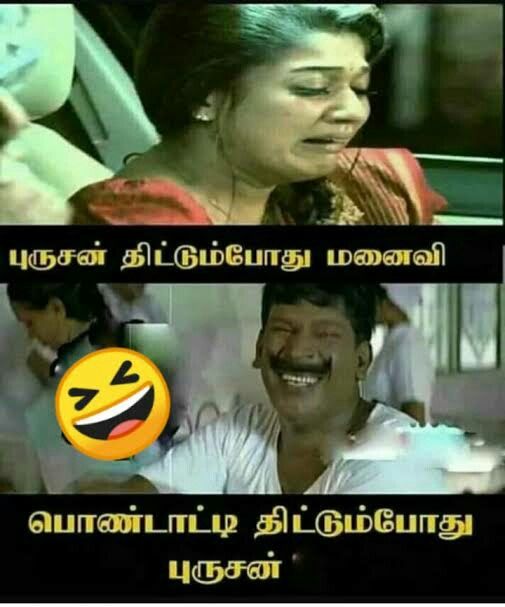 புருசன் திட்டும்போது மனைவி
பொண்டாட்டி திட்டும்போது
புருசன்